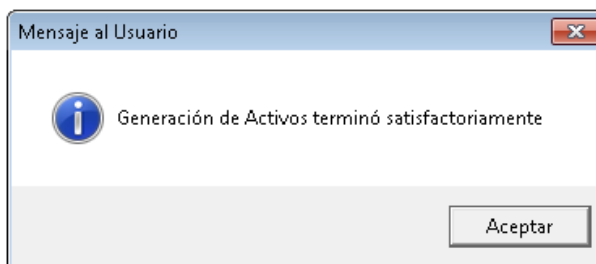 Mensaje al Usuario
Generación de Activos terminó satisfactoriamente
Aceptar